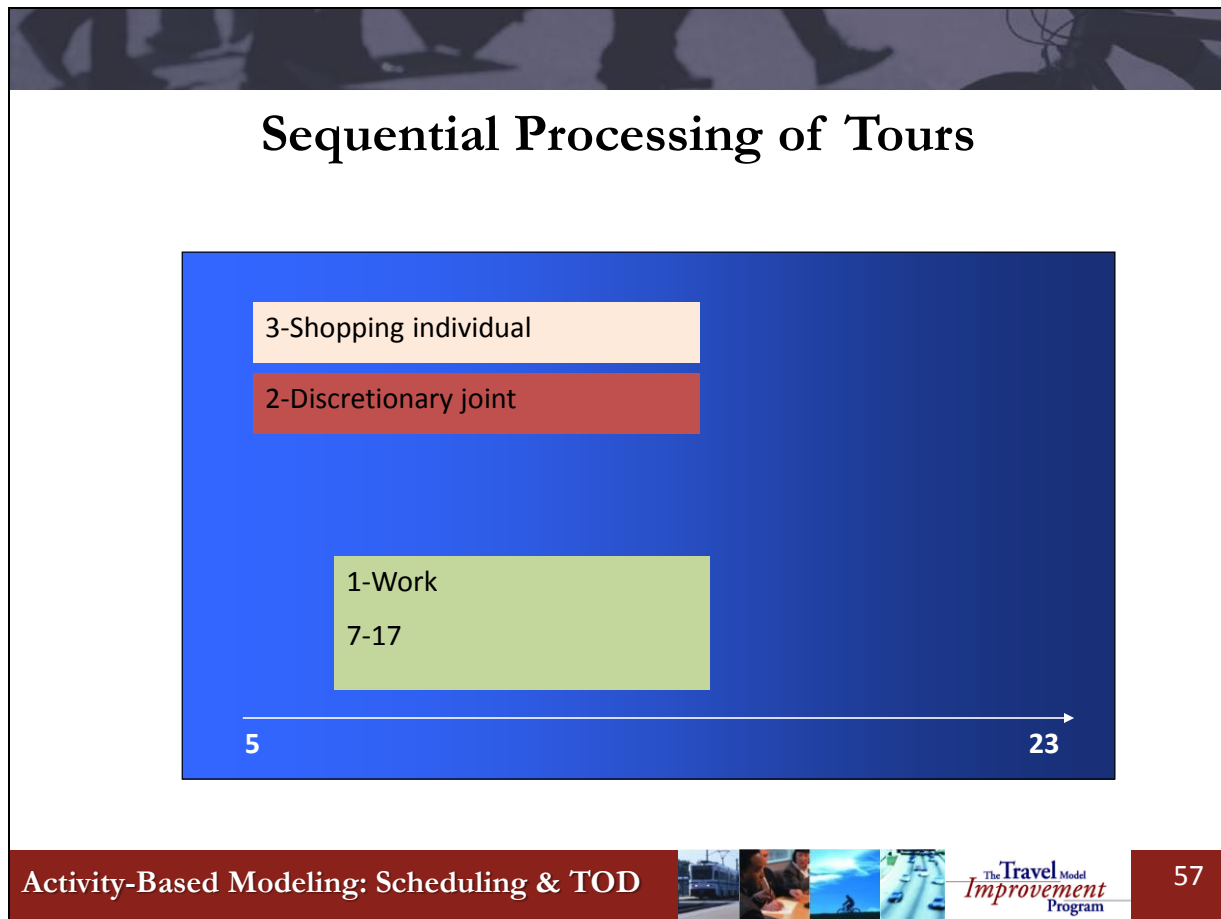 Sequential Processing of Tours
3-Shopping individual
2-Discretionary joint
1-Work
7-17
5
23
Activity-Based Modeling: Scheduling & TOD
The Travel Model
Improvement
Program
57